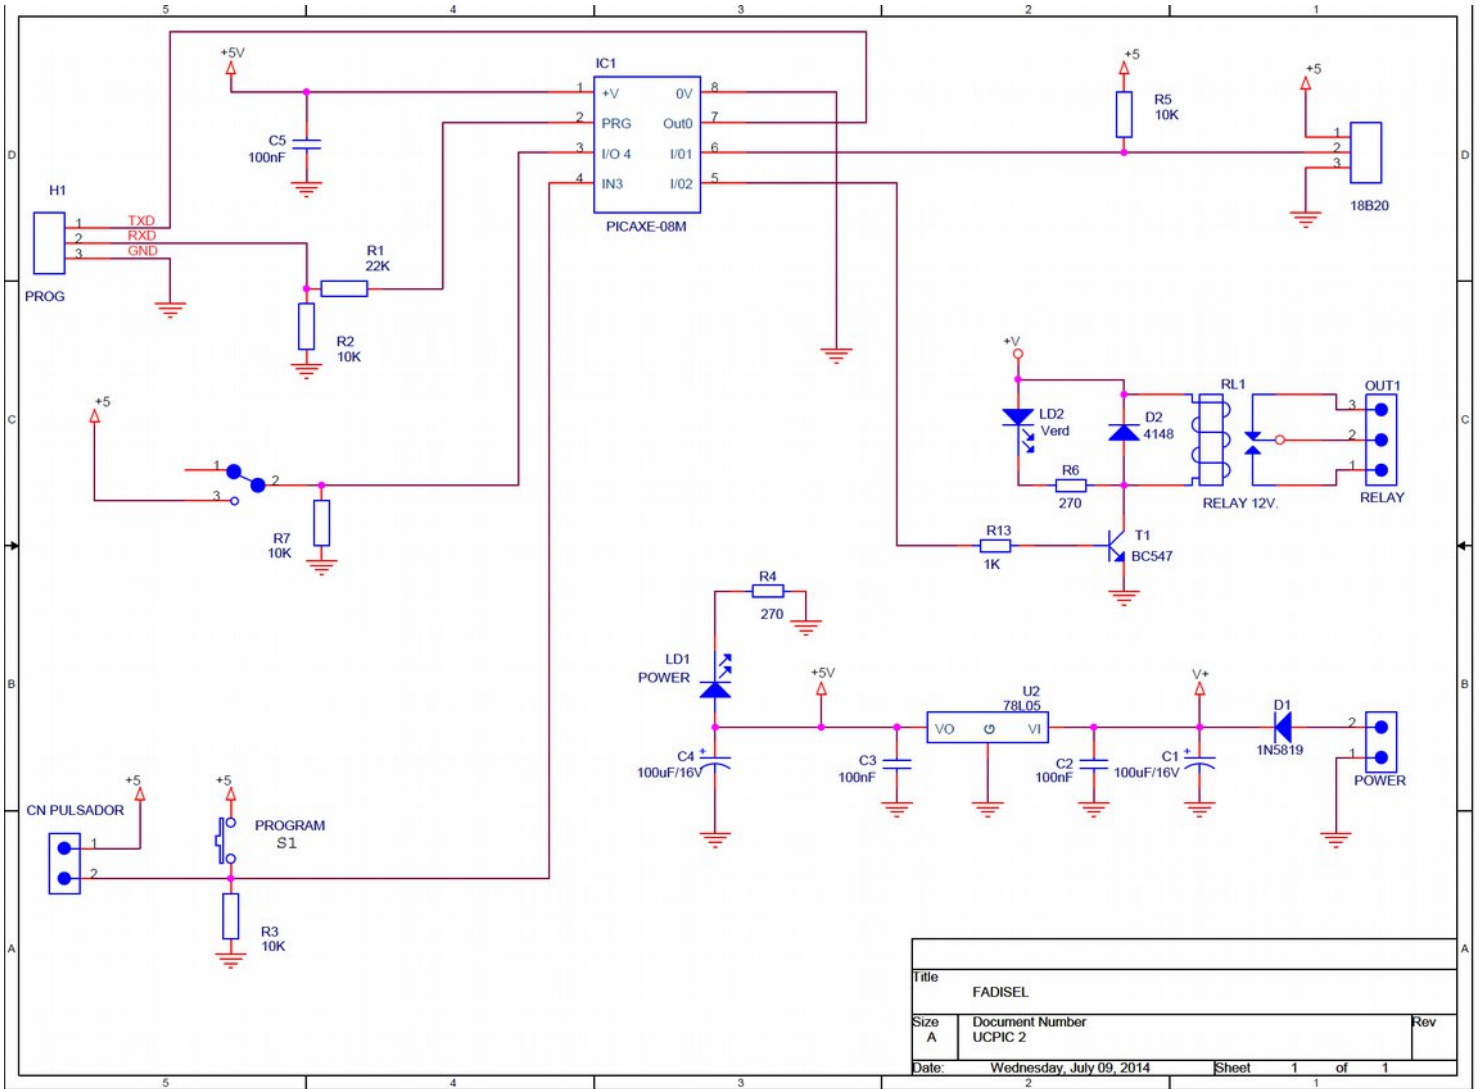 5 4 3 2 1
+5V
IC1
+5
+5
1 +V 0V 8
2 PRG Out0 7
3 I/O 4 I/01 6
4 IN3 I/02 5
PICAXE-08M
C5
100nF
R5
10K
1
2
3
18B20
D D
H1
1 TXD
2 RXD
3 GND
PROG
R1
22K
R2
10K
+5
C C
1
2
3
R7
10K
+V
LD2
Verd
D2
4148
RL1
OUT1
3
2
1
R6
270
RELAY 12V.
RELAY
R13
1K
T1
BC547
R4
270
LD1
POWER
+5V
U2
78L05
VO G VI
V+
D1
1N5819
2
1
POWER
B B
C4 +
100uF/16V
C3
100nF
C2
100nF
C1 +
100uF/16V
+5
+5
CN PULSADOR
1
2
PROGRAM
S1
R3
10K
A A
Title
FADISEL
Size Document Number Rev
A UCPIC 2
Date: Wednesday, July 09, 2014 Sheet 1 of 1
5 4 3 2 1